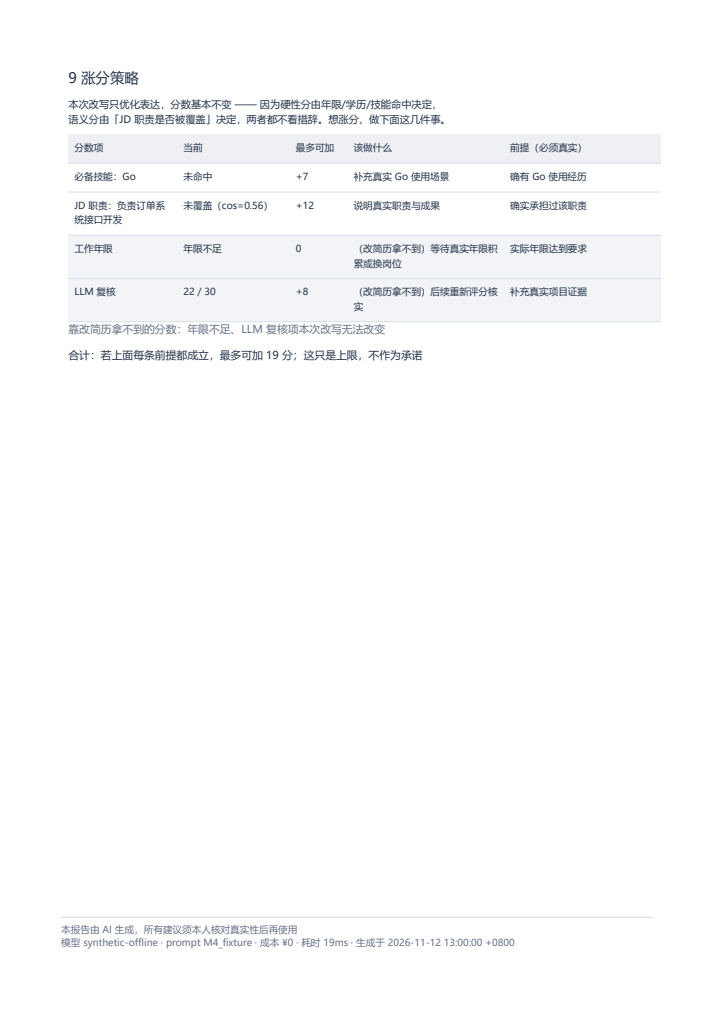 9 涨分策略
本次改写只优化表达，分数基本不变 —— 因为硬性分由年限/学历/技能命中决定，
语义分由「JD 职责是否被覆盖」决定，两者都不看措辞。想涨分，做下面这几件事。
分数项 当前 最多可加 该做什么 前提（必须真实）
必备技能：Go 未命中 +7 补充真实 Go 使用场景 确有 Go 使用经历
JD 职责：负责订单系 未覆盖（cos=0.56） +12 说明真实职责与成果 确实承担过该职责
统接口开发
工作年限 年限不足 0 （改简历拿不到）等待真实年限积 实际年限达到要求
累或换岗位
LLM 复核 22 / 30 +8 （改简历拿不到）后续重新评分核 补充真实项目证据
实
靠改简历拿不到的分数：年限不足、LLM 复核项本次改写无法改变
合计：若上面每条前提都成立，最多可加 19 分；这只是上限，不作为承诺
本报告由 AI 生成，所有建议须本人核对真实性后再使用
模型 synthetic-offline · prompt M4_fixture · 成本 ¥0 · 耗时 19ms · 生成于 2026-11-12 13:00:00 +0800